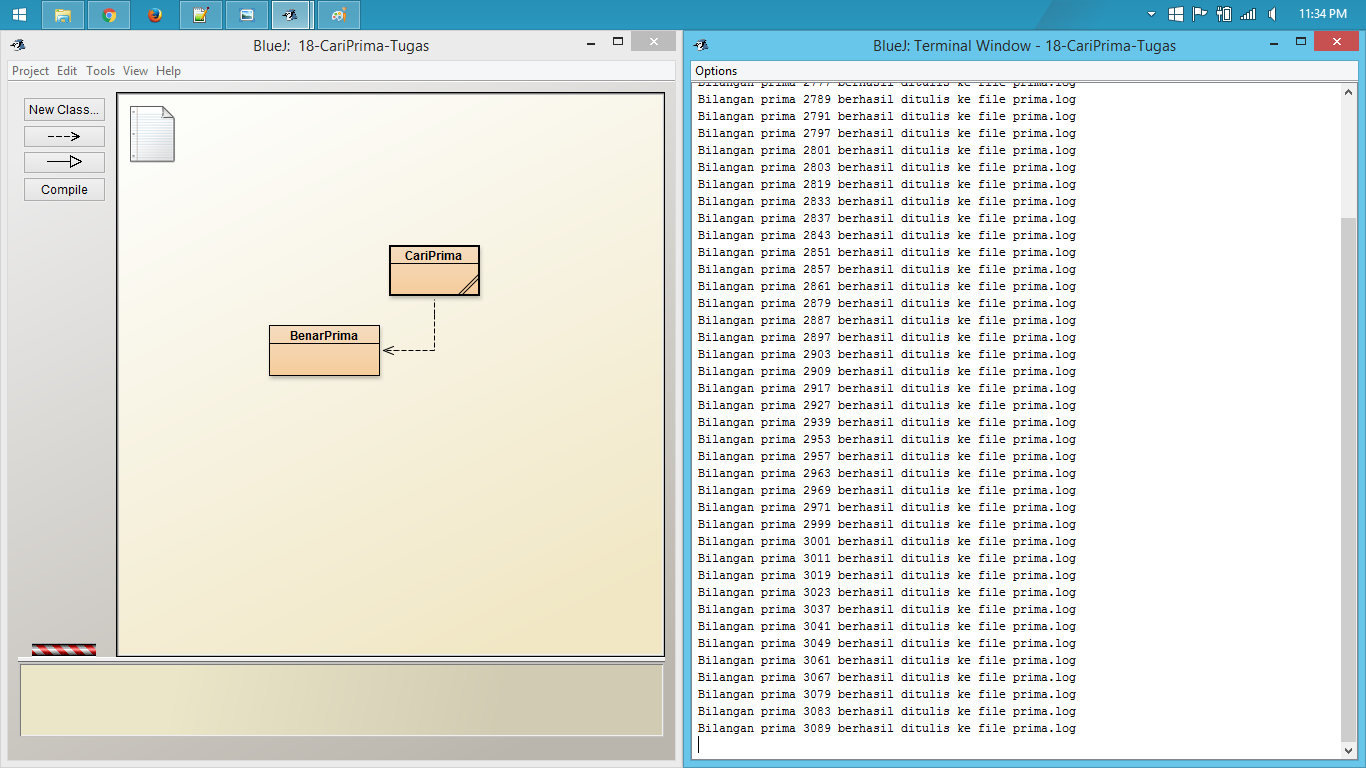 11:34 PM
BlueJ: 18-CariPrima-Tugas
Project Edit Tools View Help
New Class...
Compile
CariPrima
BenarPrima
BlueJ: Terminal Window - 18-CariPrima-Tugas
Options
Bilangan prima 2777 berhasil ditulis ke file prima.log
Bilangan prima 2789 berhasil ditulis ke file prima.log
Bilangan prima 2791 berhasil ditulis ke file prima.log
Bilangan prima 2797 berhasil ditulis ke file prima.log
Bilangan prima 2801 berhasil ditulis ke file prima.log
Bilangan prima 2803 berhasil ditulis ke file prima.log
Bilangan prima 2819 berhasil ditulis ke file prima.log
Bilangan prima 2833 berhasil ditulis ke file prima.log
Bilangan prima 2837 berhasil ditulis ke file prima.log
Bilangan prima 2843 berhasil ditulis ke file prima.log
Bilangan prima 2851 berhasil ditulis ke file prima.log
Bilangan prima 2857 berhasil ditulis ke file prima.log
Bilangan prima 2861 berhasil ditulis ke file prima.log
Bilangan prima 2879 berhasil ditulis ke file prima.log
Bilangan prima 2887 berhasil ditulis ke file prima.log
Bilangan prima 2897 berhasil ditulis ke file prima.log
Bilangan prima 2903 berhasil ditulis ke file prima.log
Bilangan prima 2909 berhasil ditulis ke file prima.log
Bilangan prima 2917 berhasil ditulis ke file prima.log
Bilangan prima 2927 berhasil ditulis ke file prima.log
Bilangan prima 2939 berhasil ditulis ke file prima.log
Bilangan prima 2953 berhasil ditulis ke file prima.log
Bilangan prima 2957 berhasil ditulis ke file prima.log
Bilangan prima 2963 berhasil ditulis ke file prima.log
Bilangan prima 2969 berhasil ditulis ke file prima.log
Bilangan prima 2971 berhasil ditulis ke file prima.log
Bilangan prima 2999 berhasil ditulis ke file prima.log
Bilangan prima 3001 berhasil ditulis ke file prima.log
Bilangan prima 3011 berhasil ditulis ke file prima.log
Bilangan prima 3019 berhasil ditulis ke file prima.log
Bilangan prima 3023 berhasil ditulis ke file prima.log
Bilangan prima 3037 berhasil ditulis ke file prima.log
Bilangan prima 3041 berhasil ditulis ke file prima.log
Bilangan prima 3049 berhasil ditulis ke file prima.log
Bilangan prima 3061 berhasil ditulis ke file prima.log
Bilangan prima 3067 berhasil ditulis ke file prima.log
Bilangan prima 3079 berhasil ditulis ke file prima.log
Bilangan prima 3083 berhasil ditulis ke file prima.log
Bilangan prima 3089 berhasil ditulis ke file prima.log